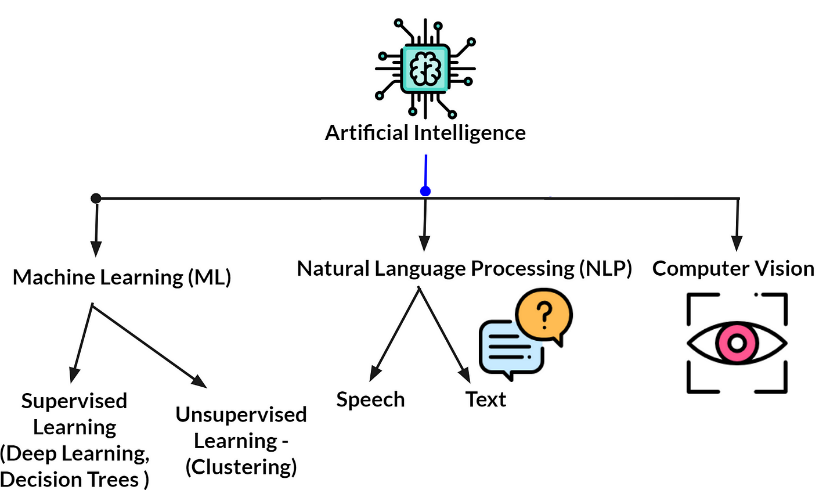 Artificial Intelligence
Machine Learning (ML)
Natural Language Processing (NLP)
Computer Vision
Supervised
Learning
(Deep Learning,
Decision Trees )
Unsupervised
Learning -
(Clustering)
Speech
Text
?